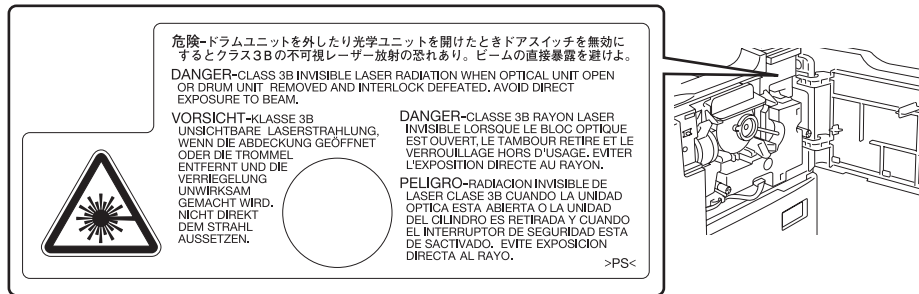 危険-ドラムユニットを外したり光学ユニットを開けたときドアスイッチを無効に
するとクラス3Bの不可視レーザー放射の恐れあり。ビームの直接暴露を避けよ。
DANGER-CLASS 3B INVISIBLE LASER RADIATION WHEN OPTICAL UNIT OPEN
OR DRUM UNIT REMOVED AND INTERLOCK DEFEATED. AVOID DIRECT
EXPOSURE TO BEAM.
VORSICHT-KLASSE 3B
UNSICHTBARE LASERSTRAHLUNG,
WENN DIE ABDECKUNG GEÖFFNET
ODER DIE TROMMEL
ENTFERNT UND DIE
VERRIEGELUNG
UNWIRKSAM
GEMACHT WIRD.
NICHT DIREKT
DEM STRAHL
AUSSETZEN.
DANGER-CLASSE 3B RAYON LASER
INVISIBLE LORSQUE LE BLOC OPTIQUE
EST OUVERT, LE TAMBOUR RETIRE ET LE
VERROUILLAGE HORS D'USAGE. EVITER
L'EXPOSITION DIRECTE AU RAYON.
PELIGRO-RADIACION INVISIBLE DE
LASER CLASE 3B CUANDO LA UNIDAD
OPTICA ESTA ABIERTA O LA UNIDAD
DEL CILINDRO ES RETIRADA Y CUANDO
EL INTERRUPTOR DE SEGURIDAD ESTA
DE SACTIVADO. EVITE EXPOSICION
DIRECTA AL RAYO.
>PS<